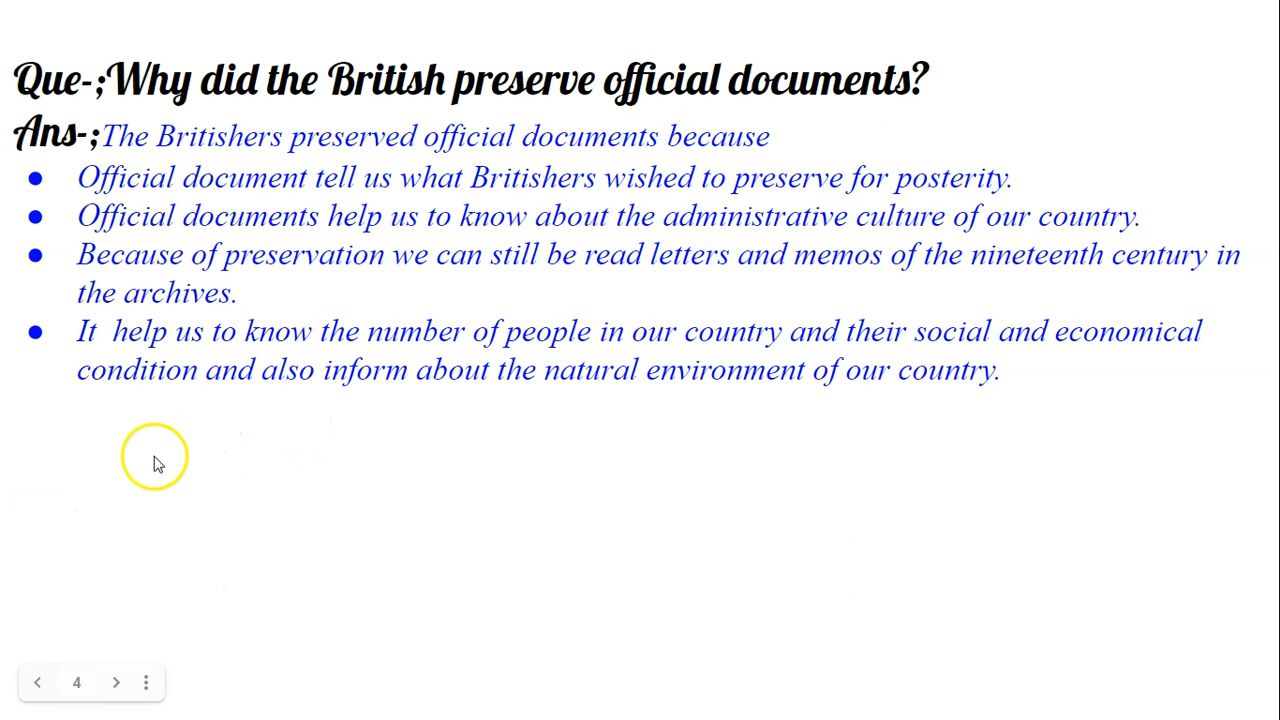 Que-;Why did the British preserve official documents?
Ans-;The Britishers preserved official documents because
● Official document tell us what Britishers wished to preserve for posterity.
● Official documents help us to know about the administrative culture of our country.
● Because of preservation we can still be read letters and memos of the nineteenth century in
the archives.
● It help us to know the number of people in our country and their social and economical
condition and also inform about the natural environment of our country.
4